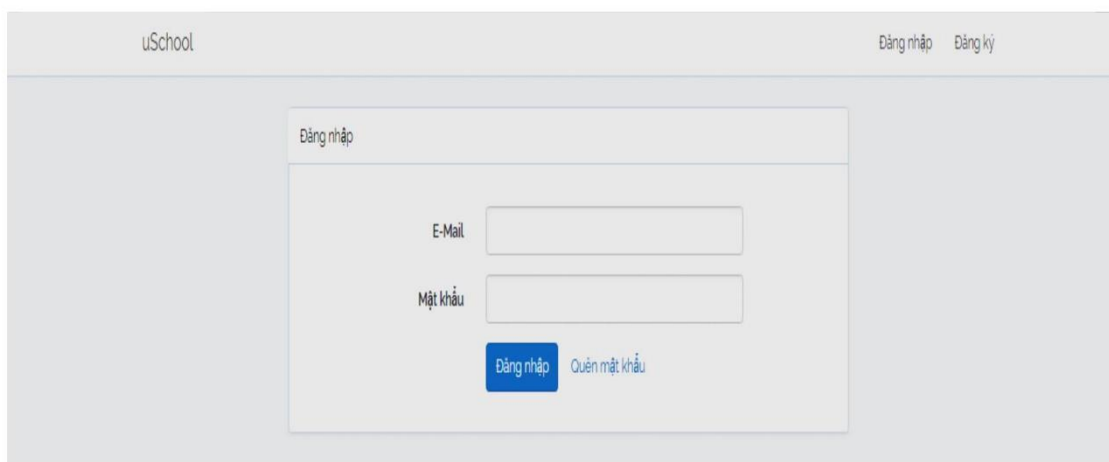 uSchool
Đăng nhập Đăng ký
Đăng nhập
E-Mail
Mật khẩu
Đăng nhập Quên mật khẩu